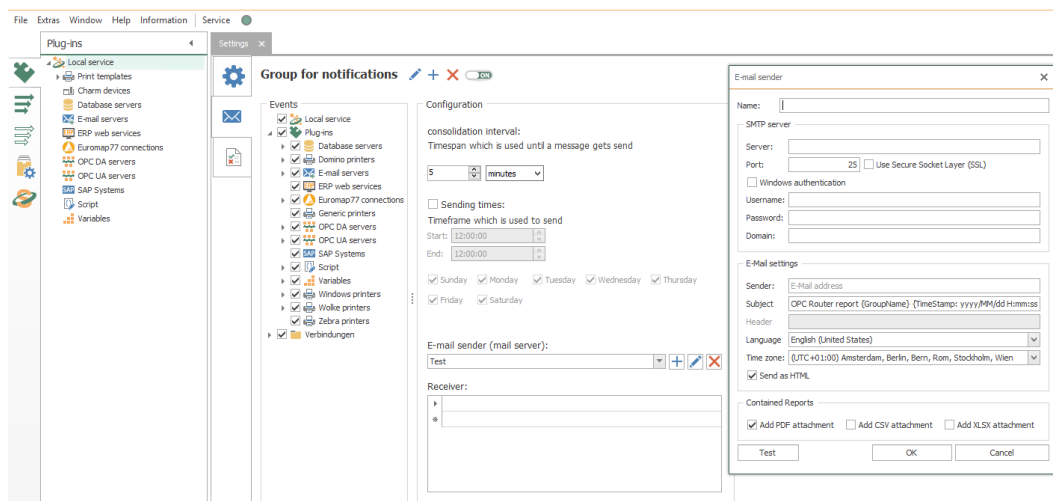 File Extras Window Help Information Service
Plug-ins
Local service
Print templates
Charm devices
Database servers
E-mail servers
ERP web services
Euromap77 connections
OPC DA servers
OPC UA servers
SAP SAP Systems
Script
Variables
Settings
Group for notifications ON
Events
Local service
Plug-ins
Database servers
Domino printers
E-mail servers
ERP web services
Euromap77 connections
Generic printers
OPC DA servers
OPC UA servers
SAP SAP Systems
Script
Variables
Windows printers
Wolke printers
Zebra printers
Verbindungen
Configuration
consolidation interval:
Timespan which is used until a message gets send
5 minutes
Sending times:
Timeframe which is used to send
Start: 12:00:00
End: 12:00:00
Sunday Monday Tuesday Wednesday Thursday
Friday Saturday
E-mail sender (mail server):
Test
Receiver:
E-mail sender
Name:
SMTP server
Server:
Port: 25 Use Secure Socket Layer (SSL)
Windows authentication
Username:
Password:
Domain:
E-Mail settings
Sender: E-Mail address
Subject OPC Router report {GroupName} {TimeStamp: yyyy/MM/dd H:mm:ss
Header
Language English (United States)
Time zone: (UTC+01:00) Amsterdam, Berlin, Bern, Rom, Stockholm, Wien
Send as HTML
Contained Reports
Add PDF attachment Add CSV attachment Add XLSX attachment
Test OK Cancel